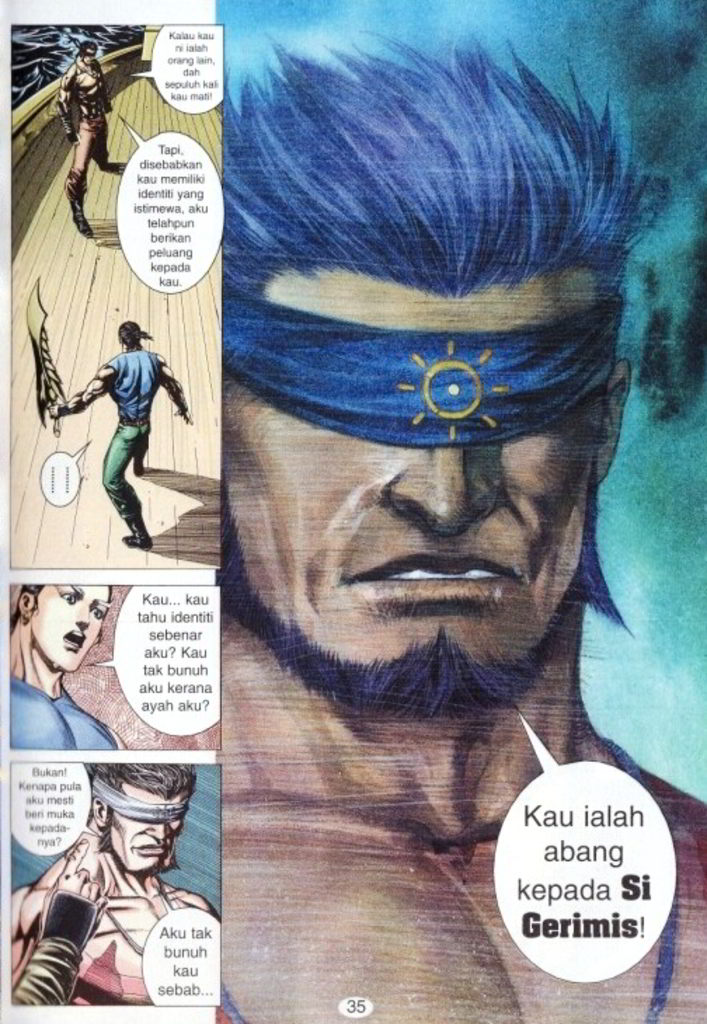 Kalau kau
ni ialah
orang lain,
dah
sepuluh kali
kau mati!
Tapi,
disebabkan
kau memiliki
identiti yang
istimewa, aku
telahpun
berikan
peluang
kepada
kau.
........
........
Kau... kau
tahu identiti
sebenar
aku? Kau
tak bunuh
aku kerana
ayah aku?
Bukan!
Kenapa pula
aku mesti
beri muka
kepada-
nya?
Aku tak
bunuh
kau
sebab...
Kau ialah
abang
kepada Si
Gerimis!
35